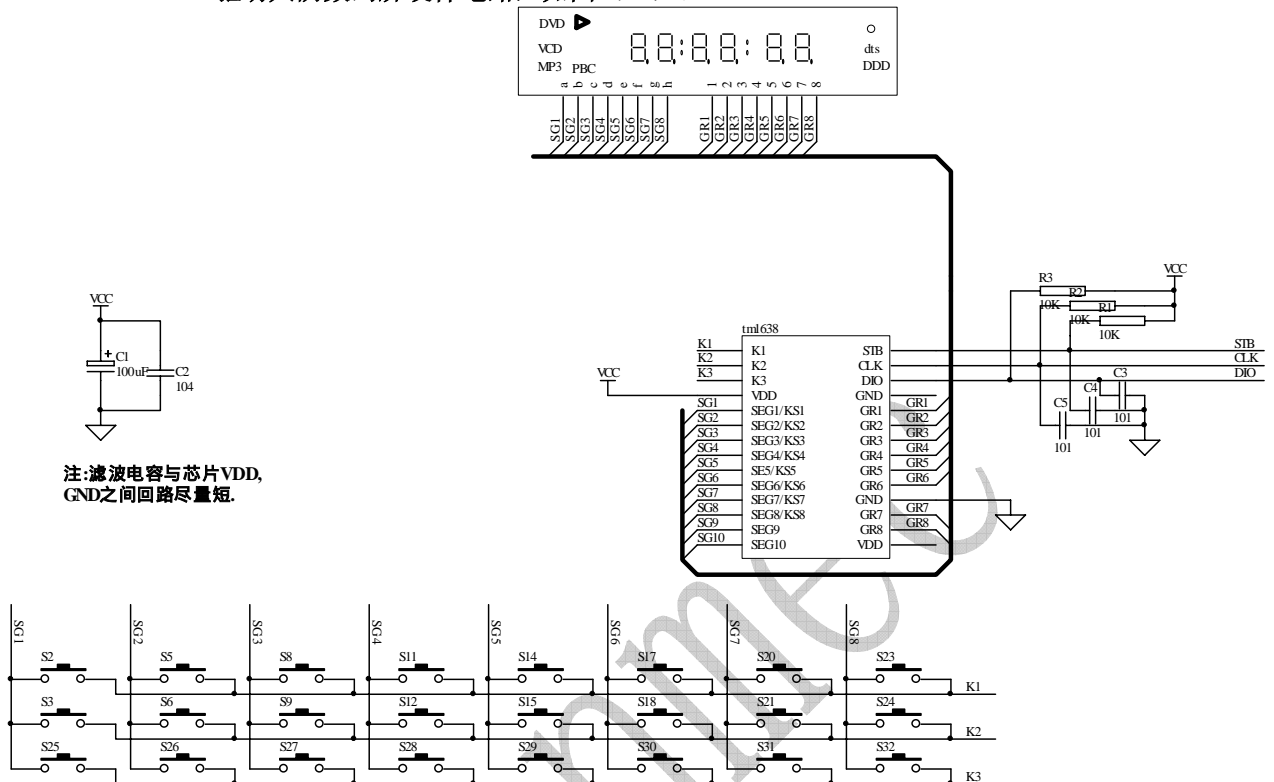 DVD
VCD
MP3 PBC
dts
DDD
a b c d e f g h 1 2 3 4 5 6 7 8
SG1 SG2 SG3 SG4 SG5 SG6 SG7 SG8 GR1 GR2 GR3 GR4 GR5 GR6 GR7 GR8
VCC
C1
100uF
C2
104
注:滤波电容与芯片VDD,
GND之间回路尽量短.
VCC
tm1638
K1 K1 STB
K2 K2 CLK
K3 K3 DIO
VDD GND
SG1 SEG1/KS1 GR1 GR1
SG2 SEG2/KS2 GR2 GR2
SG3 SEG3/KS3 GR3 GR3
SG4 SEG4/KS4 GR4 GR4
SG5 SE5/KS5 GR5 GR5
SG6 SEG6/KS6 GR6 GR6
SG7 SEG7/KS7 GND
SG8 SEG8/KS8 GR7 GR7
SG9 SEG9 GR8 GR8
SG10 SEG10 VDD
VCC
R3
10K
R2
10K
R1
10K
STB
CLK
DIO
C3
101
C4
101
C5
101
SG1 SG2 SG3 SG4 SG5 SG6 SG7 SG8
S2 S5 S8 S11 S14 S17 S20 S23
K1
S3 S6 S9 S12 S15 S18 S21 S24
K2
S25 S26 S27 S28 S29 S30 S31 S32
K3